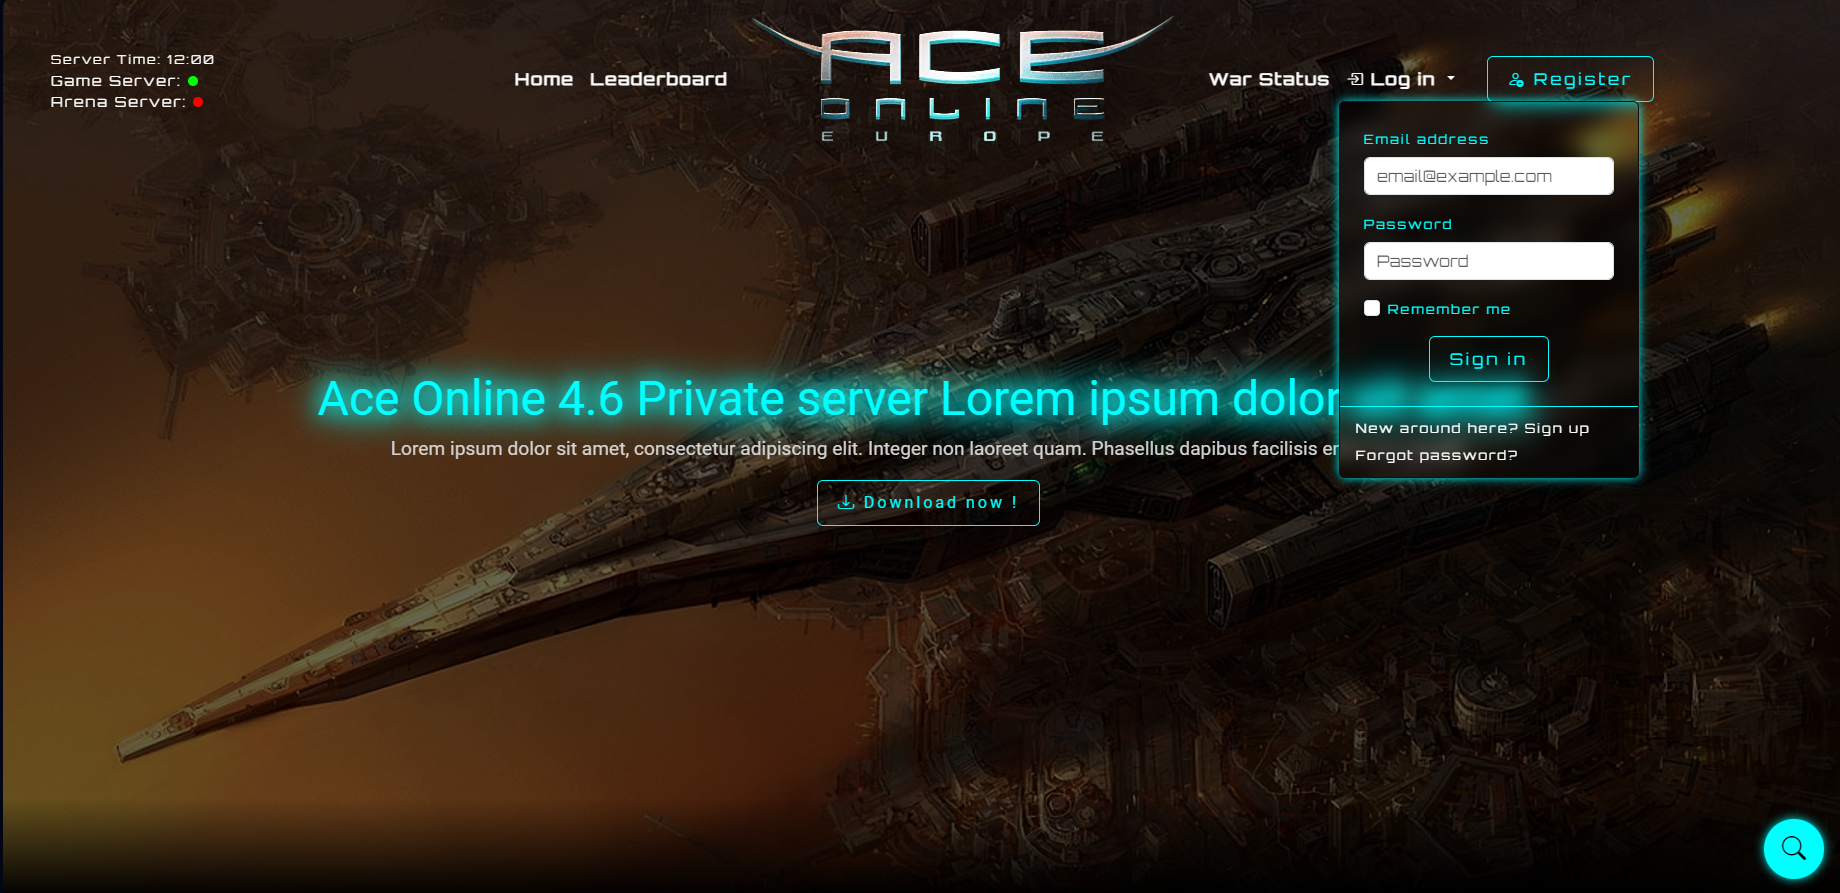 Server Time: 12:00
Game Server:
Arena Server:
Home
Leaderboard
ACE
ONLINE
EUROPE
War Status
Log in
Register
Email address
email@example.com
Password
Password
Remember me
Sign in
New around here? Sign up
Forgot password?
Ace Online 4.6 Private server Lorem ipsum dolor
Lorem ipsum dolor sit amet, consectetur adipiscing elit. Integer non laoreet quam. Phasellus dapibus facilisis
Download now !